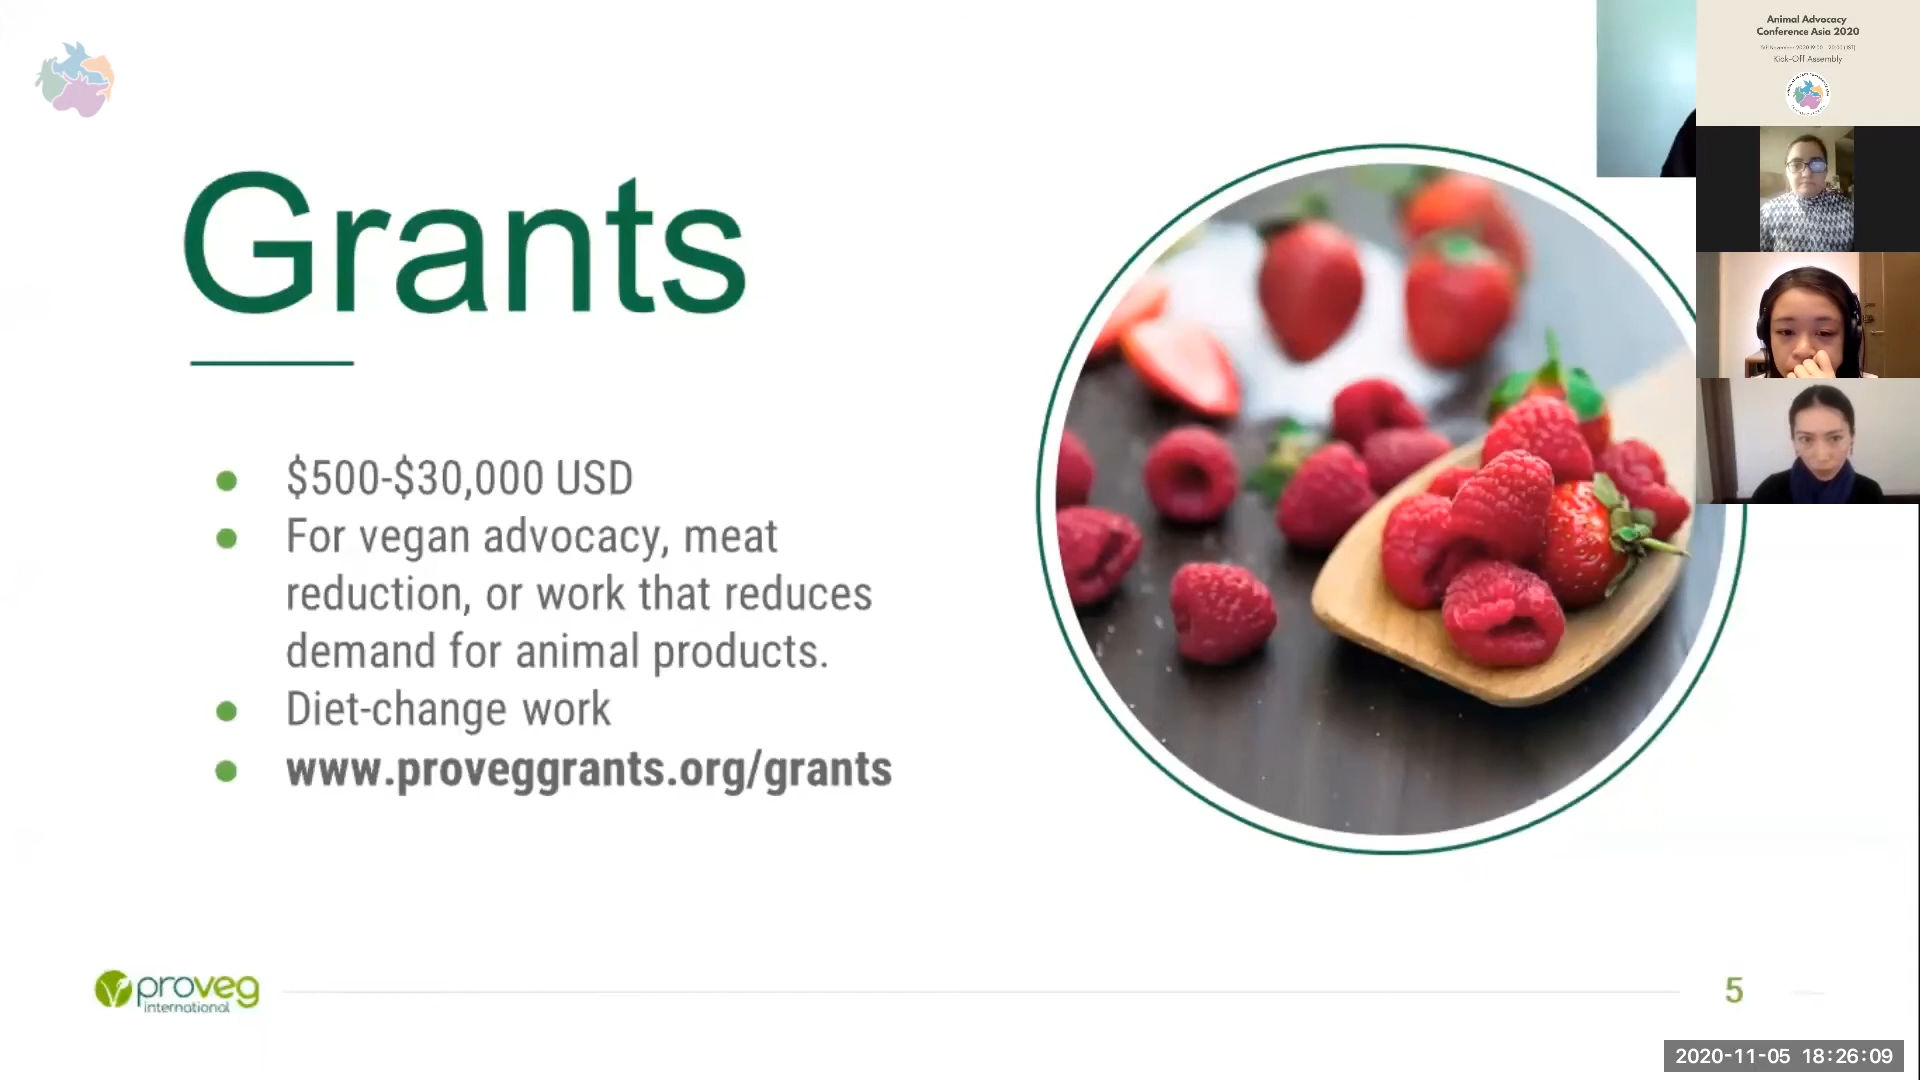 Grants
$500-$30,000 USD
For vegan advocacy, meat
reduction, or work that reduces
demand for animal products.
Diet-change work
www.proveggrants.org/grants
proveg
international
5
Animal Advocacy
Conference Asia 2020
Kick-Off Assembly
2020-11-05 18:26:09